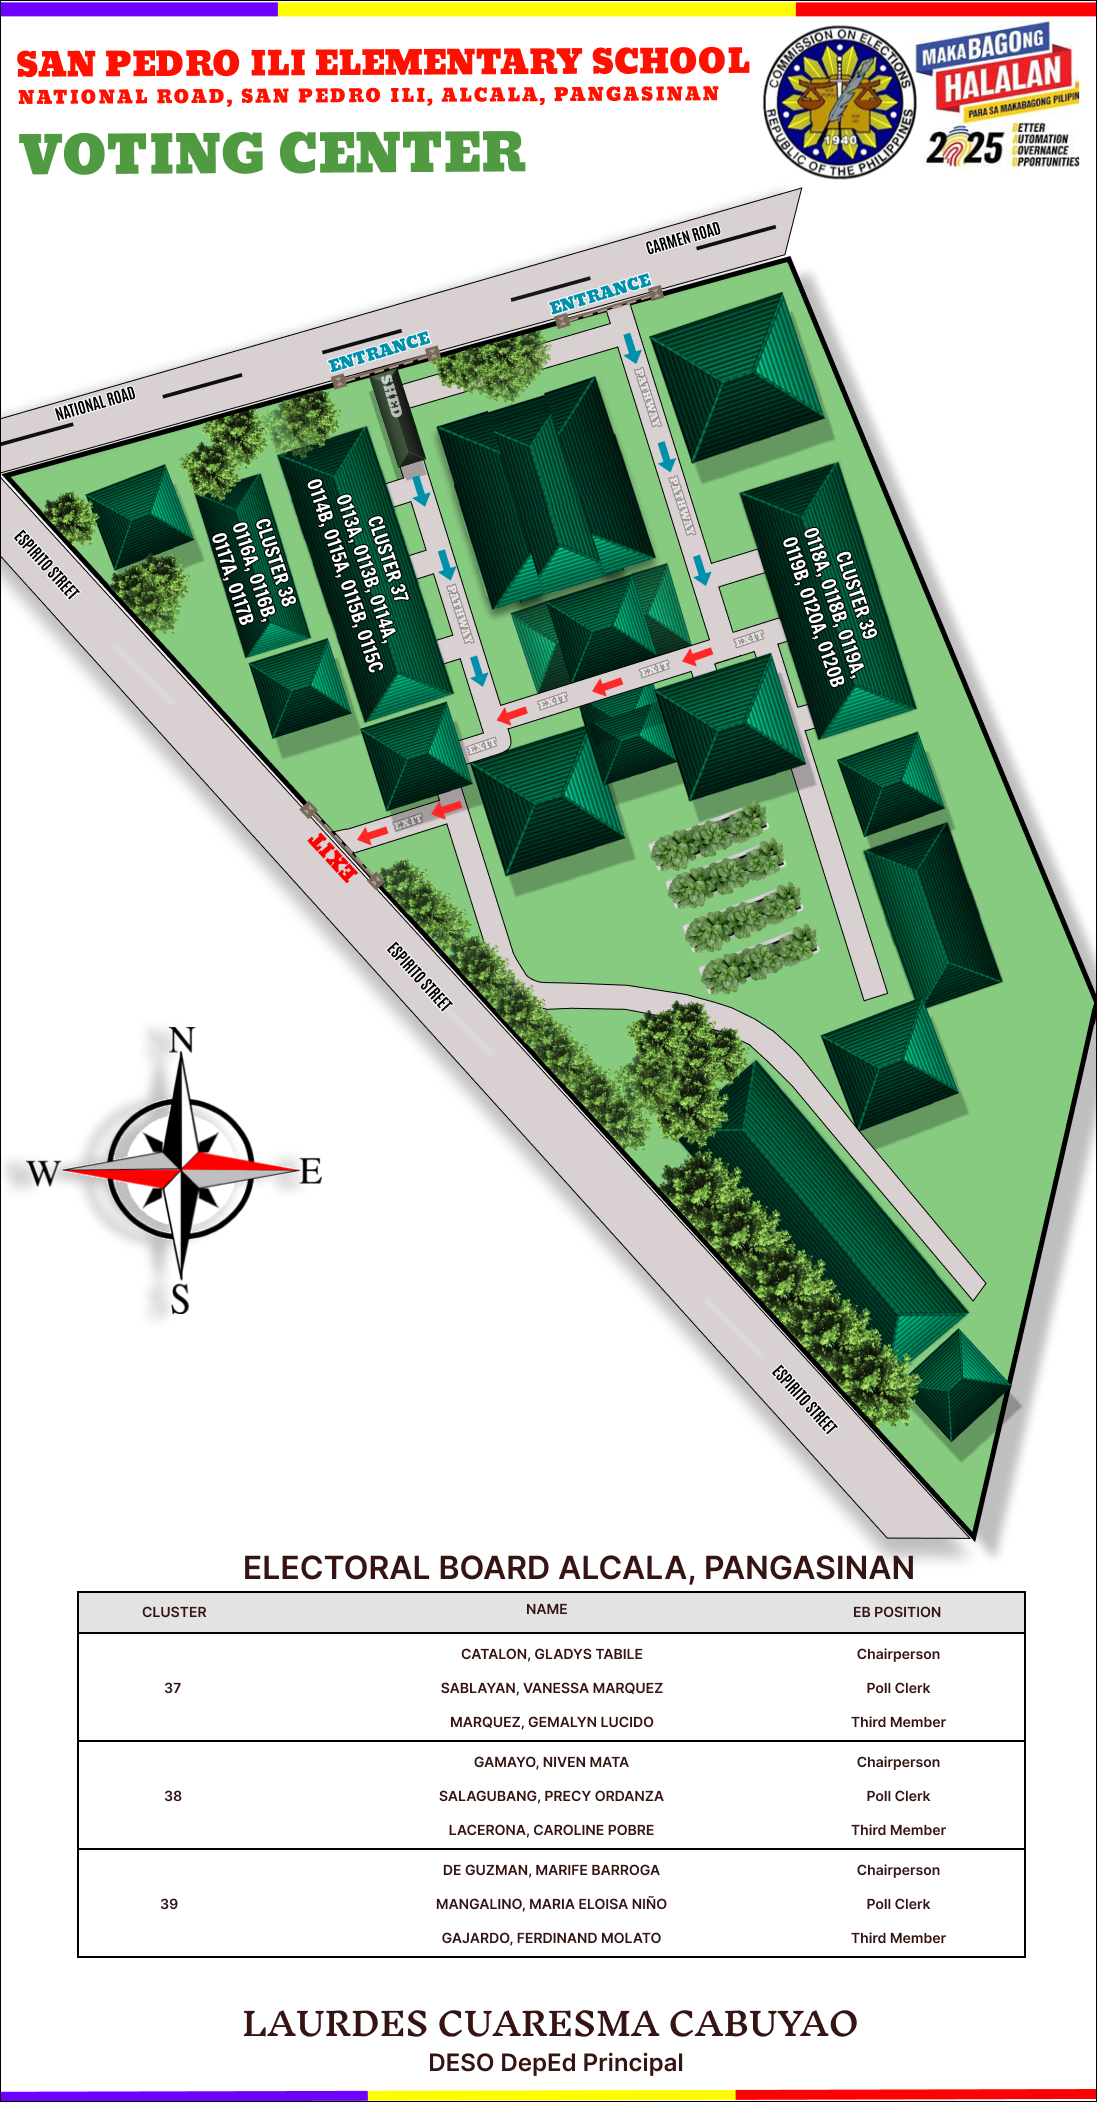 SAN PEDRO ILI ELEMENTARY SCHOOL
NATIONAL ROAD, SAN PEDRO ILI, ALCALA, PANGASINAN
VOTING CENTER
COMMISSION ON ELECTIONS
REPUBLIC OF THE PHILIPPINES
1940
MAKABAGONG
HALALAN
PARA SA MAKABAGONG PILIPIN
2025
BETTER
AUTOMATION
GOVERNANCE
OPPORTUNITIES
CARMEN ROAD
ENTRANCE
ENTRANCE
NATIONAL ROAD
SHED
PATHWAY
PATHWAY
PATHWAY
ESPIRITO STREET
CLUSTER 38
0116A, 0116B,
0117A, 0117B
CLUSTER 37
0113A, 0113B, 0114A,
0114B, 0115A, 0115B, 0115C
CLUSTER 39
0118A, 0118B, 0119A,
0119B, 0120A, 0120B
EXIT
EXIT
EXIT
EXIT
EXIT
EXIT
ESPIRITO STREET
N
W
E
S
ESPIRITO STREET
ELECTORAL BOARD ALCALA, PANGASINAN
CLUSTER NAME EB POSITION
CATALON, GLADYS TABILE Chairperson
37 SABLAYAN, VANESSA MARQUEZ Poll Clerk
MARQUEZ, GEMALYN LUCIDO Third Member
GAMAYO, NIVEN MATA Chairperson
38 SALAGUBANG, PRECY ORDANZA Poll Clerk
LACERONA, CAROLINE POBRE Third Member
DE GUZMAN, MARIFE BARROGA Chairperson
39 MANGALINO, MARIA ELOISA NIÑO Poll Clerk
GAJARDO, FERDINAND MOLATO Third Member
LAURDES CUARESMA CABUYAO
DESO DepEd Principal